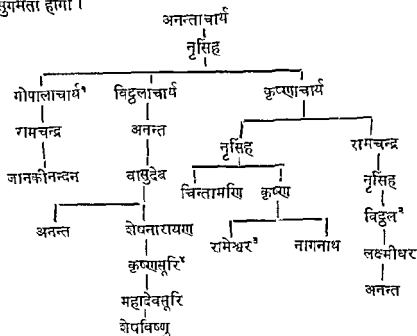 सुगमता होगी ।
अनन्ताचार्य
नृसिंह
गोपालाचार्य¹ विट्ठलाचार्य कृष्णाचार्य
रामचन्द्र अनन्त नृसिंह रामचन्द्र
जानकीनन्दन वासुदेव चिन्तामणि कृष्ण नृसिंह
अनन्त शेषनारायण रामेश्वर³ नागनाथ विट्ठल²
कृष्णसूरि⁴ लक्ष्मीधर
महादेवसूरि अनन्त
शेषविष्णु